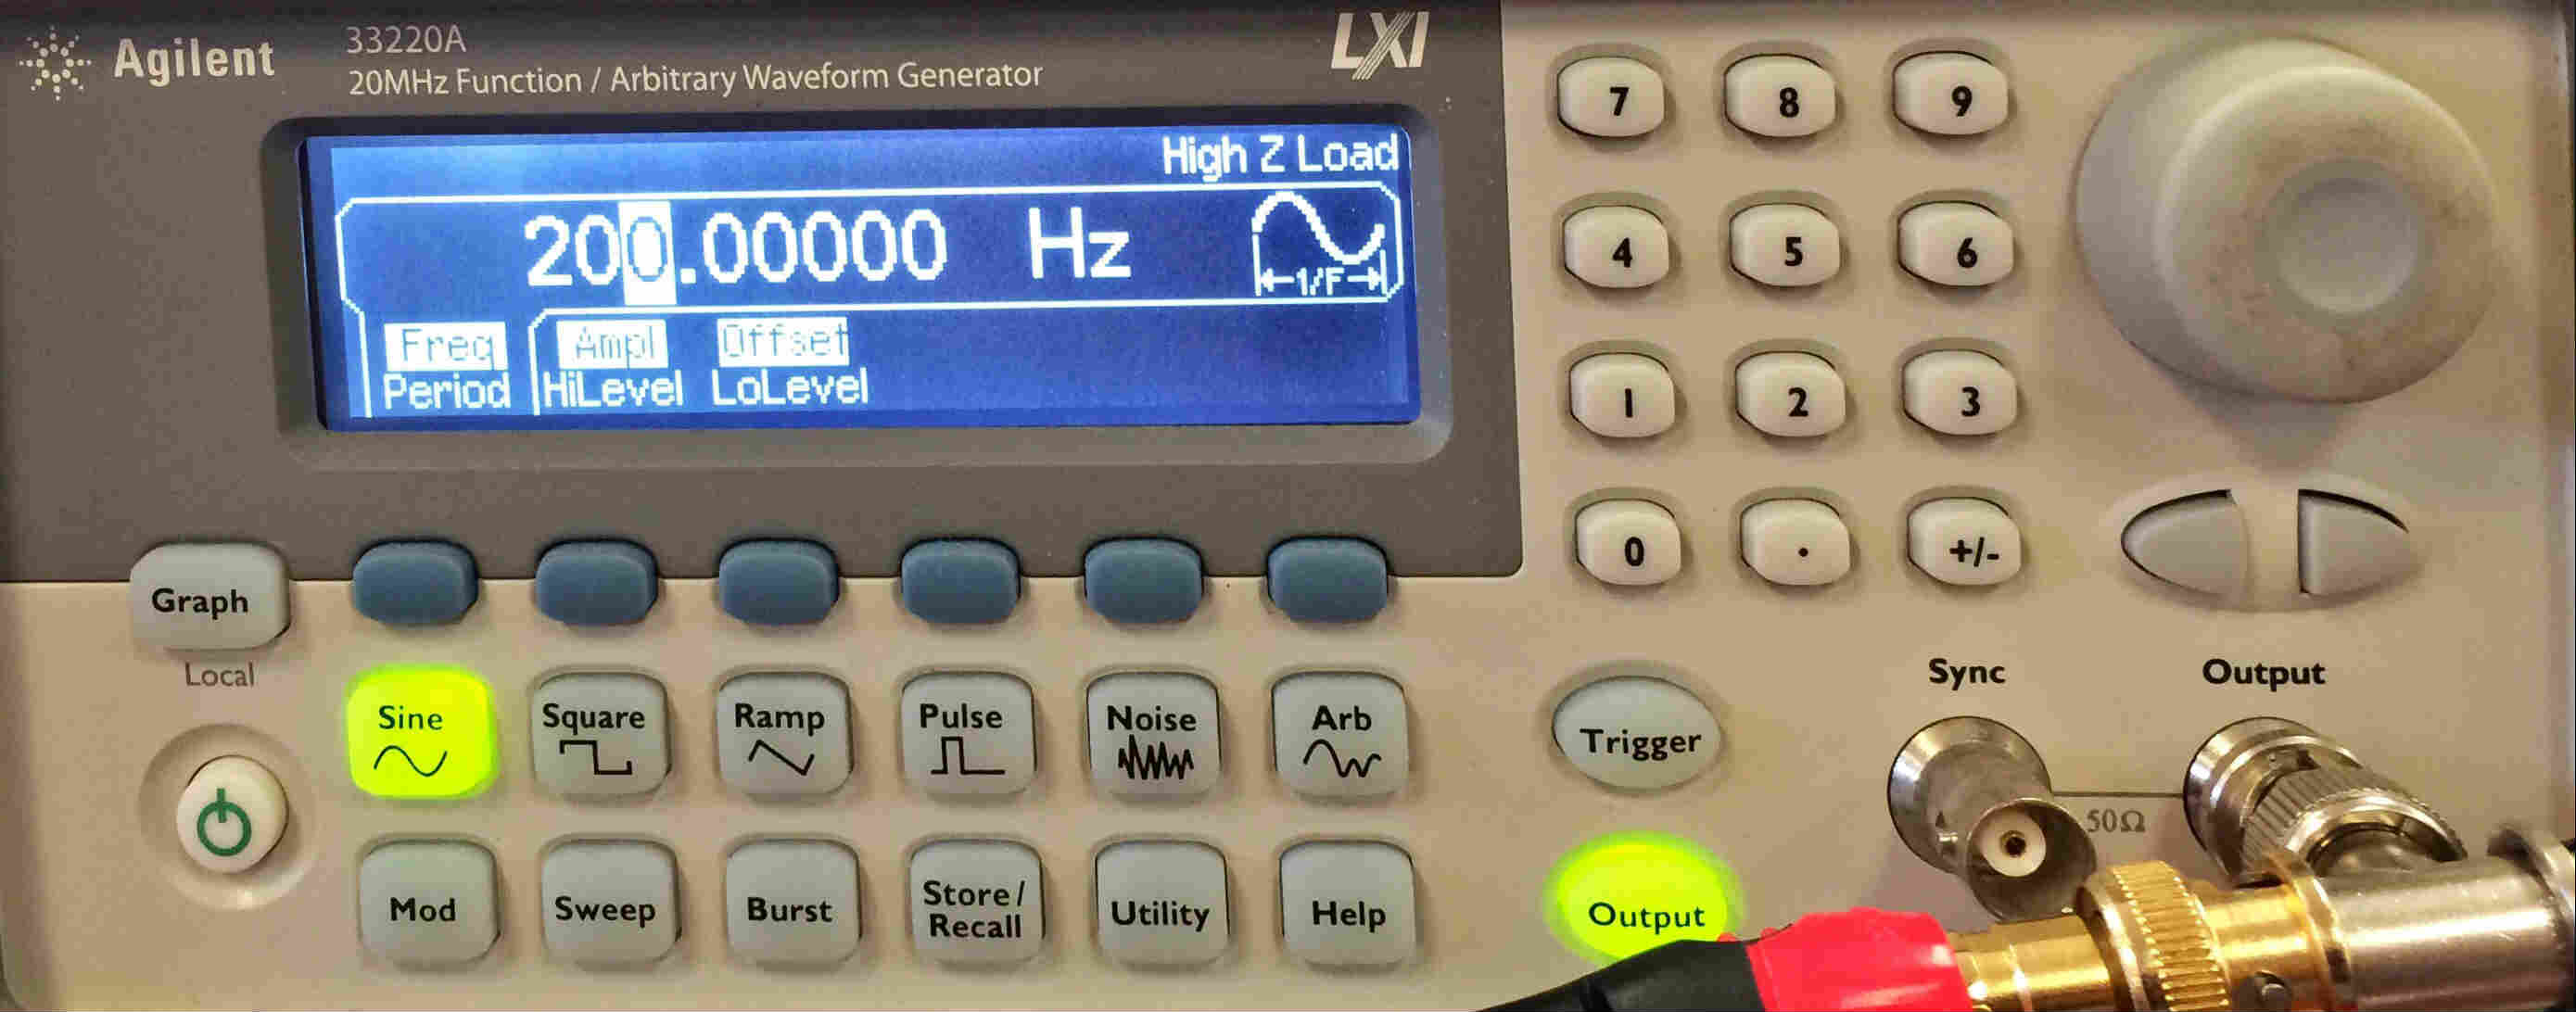 Agilent
33220A
20MHz Function / Arbitrary Waveform Generator
LXI
High Z Load
200.00000 Hz
1/F
Freq Ampl Offset
Period HiLevel LoLevel
7 8 9
4 5 6
1 2 3
0 . +/-
Graph
Local
Sine Square Ramp Pulse Noise Arb
Mod Sweep Burst Store/ Recall Utility Help
Trigger
Output
Sync Output
50Ω